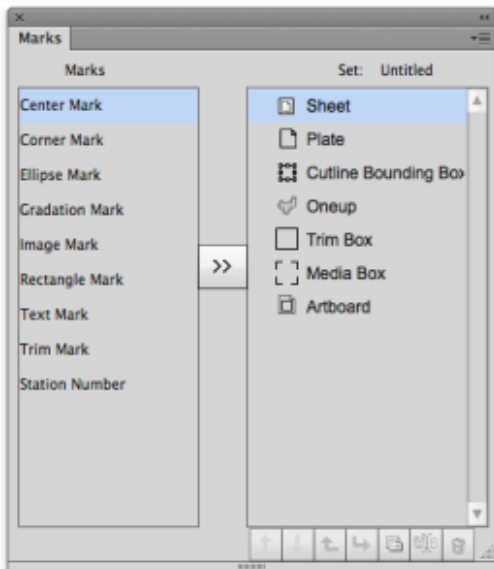 Marks
Marks
Set: Untitled
Center Mark
Corner Mark
Ellipse Mark
Gradation Mark
Image Mark
Rectangle Mark
Text Mark
Trim Mark
Station Number
>>
Sheet
Plate
Cutline Bounding Box
Oneup
Trim Box
Media Box
Artboard